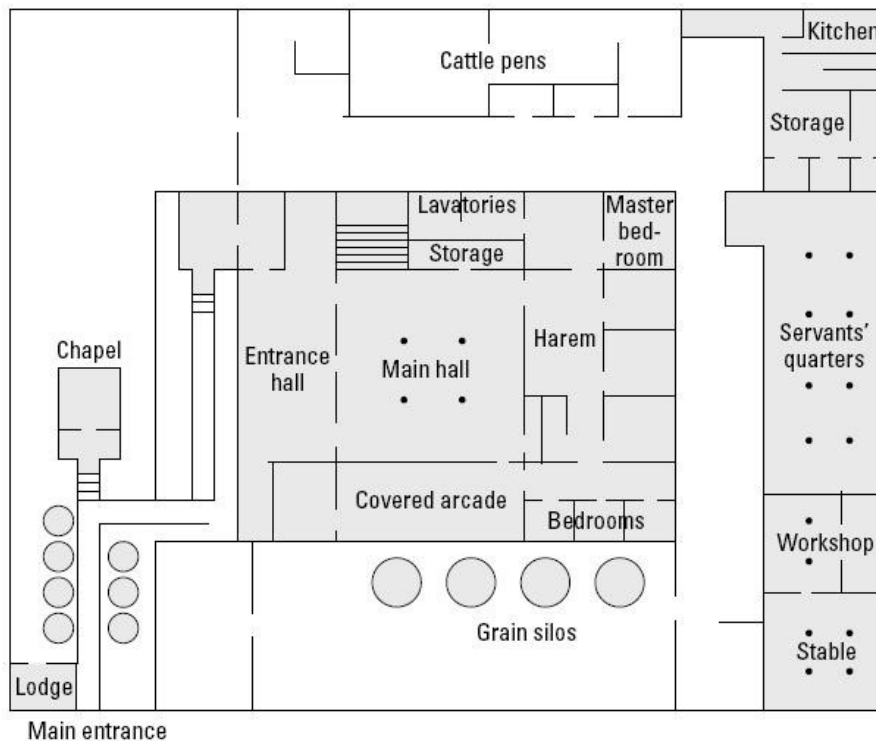 Kitchen
Cattle pens
Storage
Lavatories
Master
bed-
room
Storage
Chapel
Entrance
hall
Main hall
Harem
Servants'
quarters
Covered arcade
Bedrooms
Workshop
Grain silos
Stable
Lodge
Main entrance